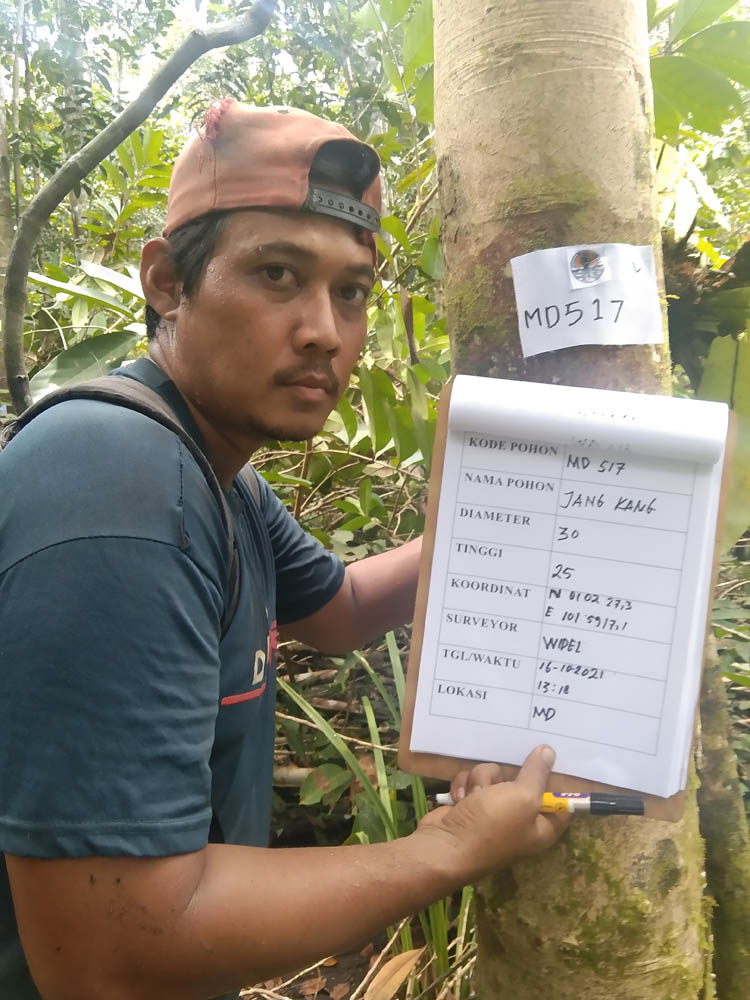 MD517
KODE POHON MD 517
NAMA POHON JANG KANG
DIAMETER 30
TINGGI 25
KOORDINAT N 01 02 27,3
E 101 59 17,1
SURVEYOR WIDEL
TGL/WAKTU 16-10-2021
13:18
LOKASI MD